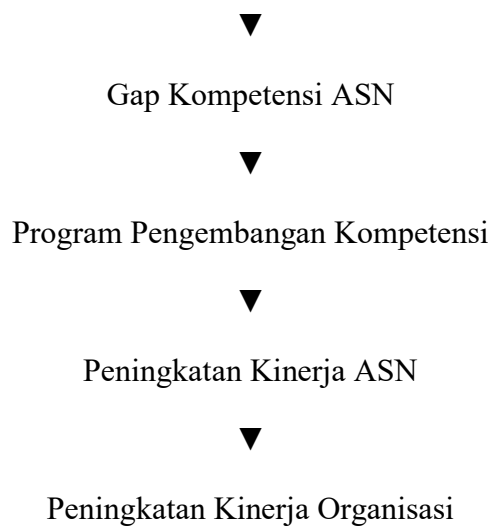 ▼
Gap Kompetensi ASN
▼
Program Pengembangan Kompetensi
▼
Peningkatan Kinerja ASN
▼
Peningkatan Kinerja Organisasi